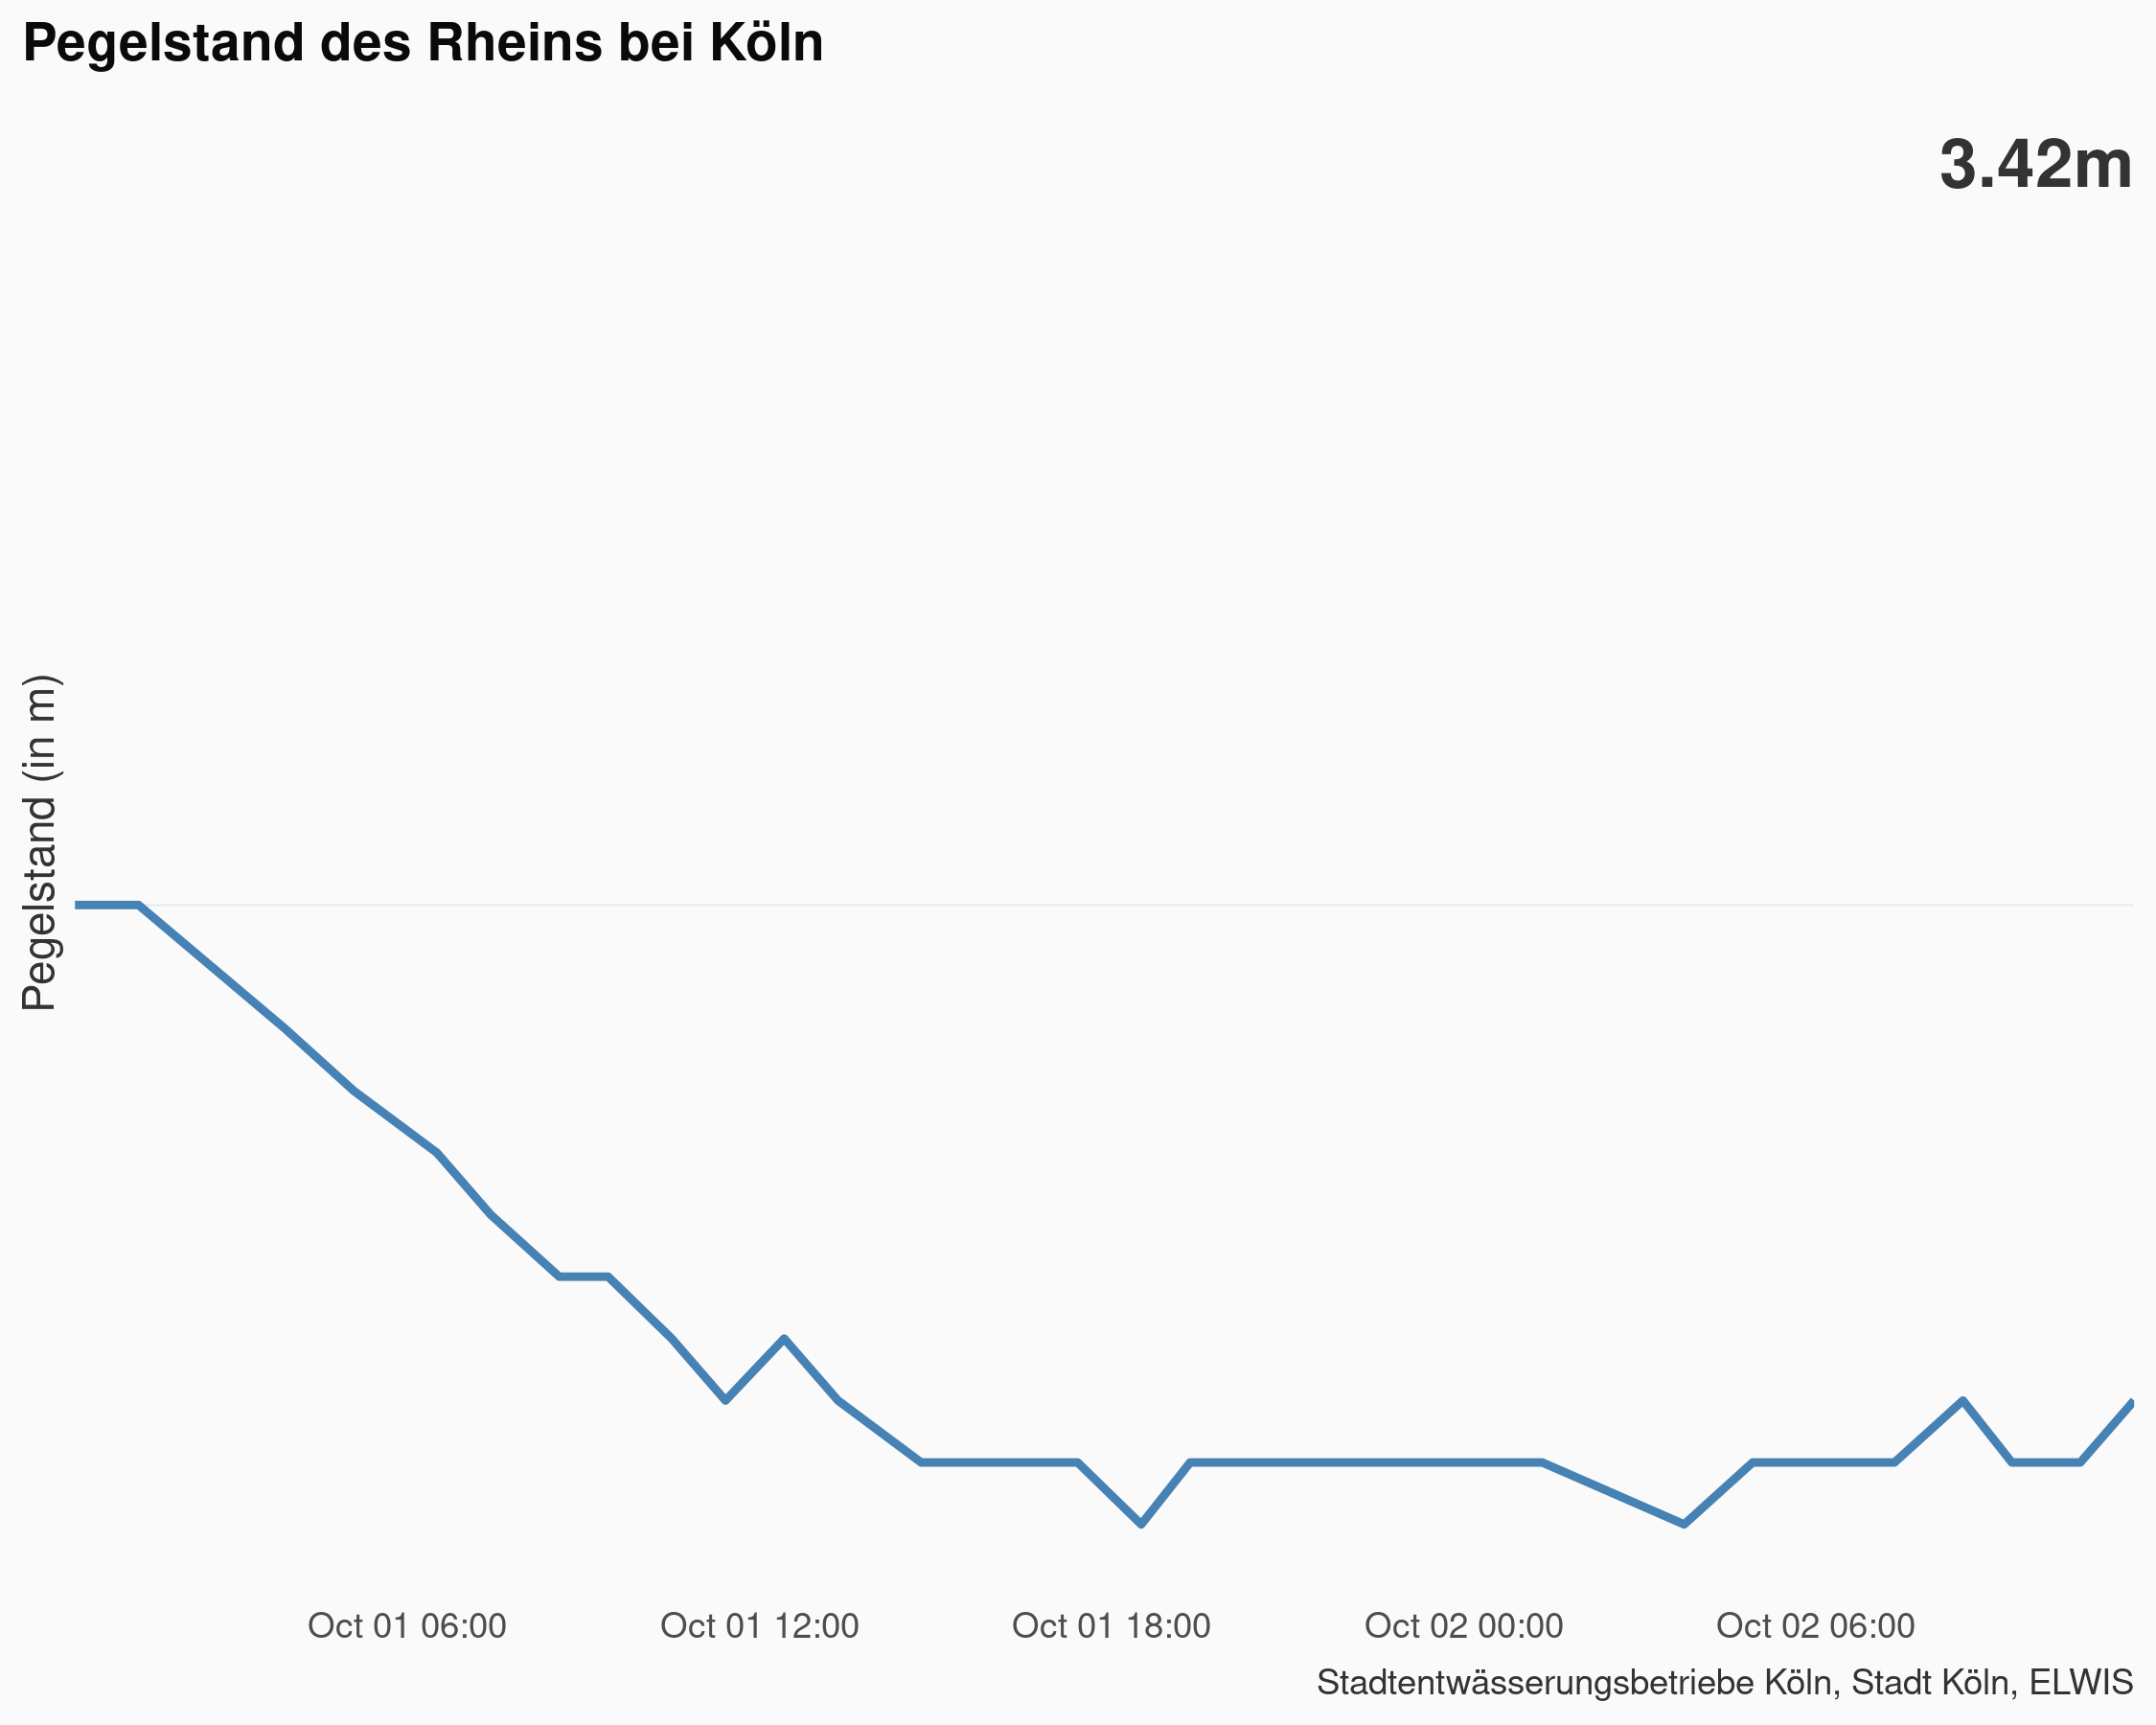 Pegelstand des Rheins bei Köln
3.42m
Pegelstand (in m)
Oct 01 06:00
Oct 01 12:00
Oct 01 18:00
Oct 02 00:00
Oct 02 06:00
Stadtentwässerungsbetriebe Köln, Stadt Köln, ELWIS